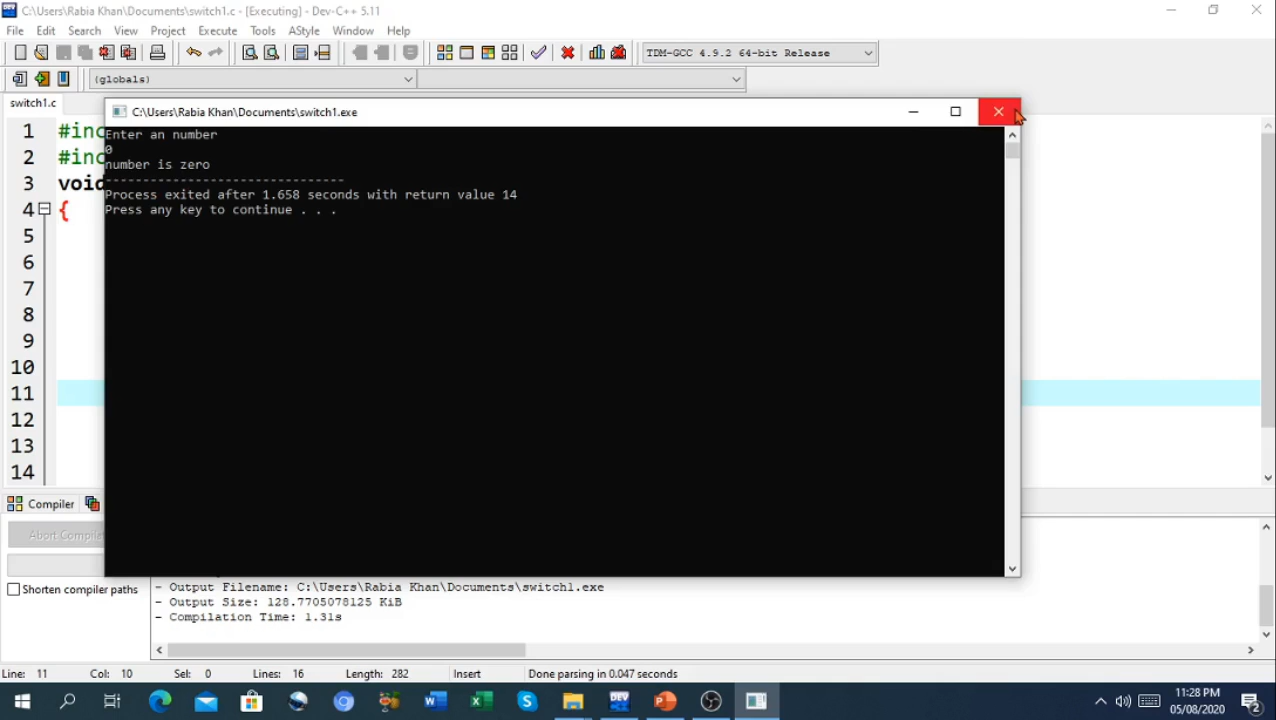 C:\Users\Rabia Khan\Documents\switch1.c - [Executing] - Dev-C++ 5.11
File Edit Search View Project Execute Tools AStyle Window Help
TDM-GCC 4.9.2 64-bit Release
(globals)
switch1.c
C:\Users\Rabia Khan\Documents\switch1.exe
Enter an number
0
number is zero
--------------------------------
Process exited after 1.658 seconds with return value 14
Press any key to continue . . .
1 #inc
2 #inc
3 void
4 {
5
6
7
8
9
10
11
12
13
14
Compiler
Abort Compile
Shorten compiler paths
- Output Filename: C:\Users\Rabia Khan\Documents\switch1.exe
- Output Size: 128.7705078125 KiB
- Compilation Time: 1.31s
Line: 11 Col: 10 Sel: 0 Lines: 16 Length: 282 Insert Done parsing in 0.047 seconds
11:28 PM
05/08/2020
2